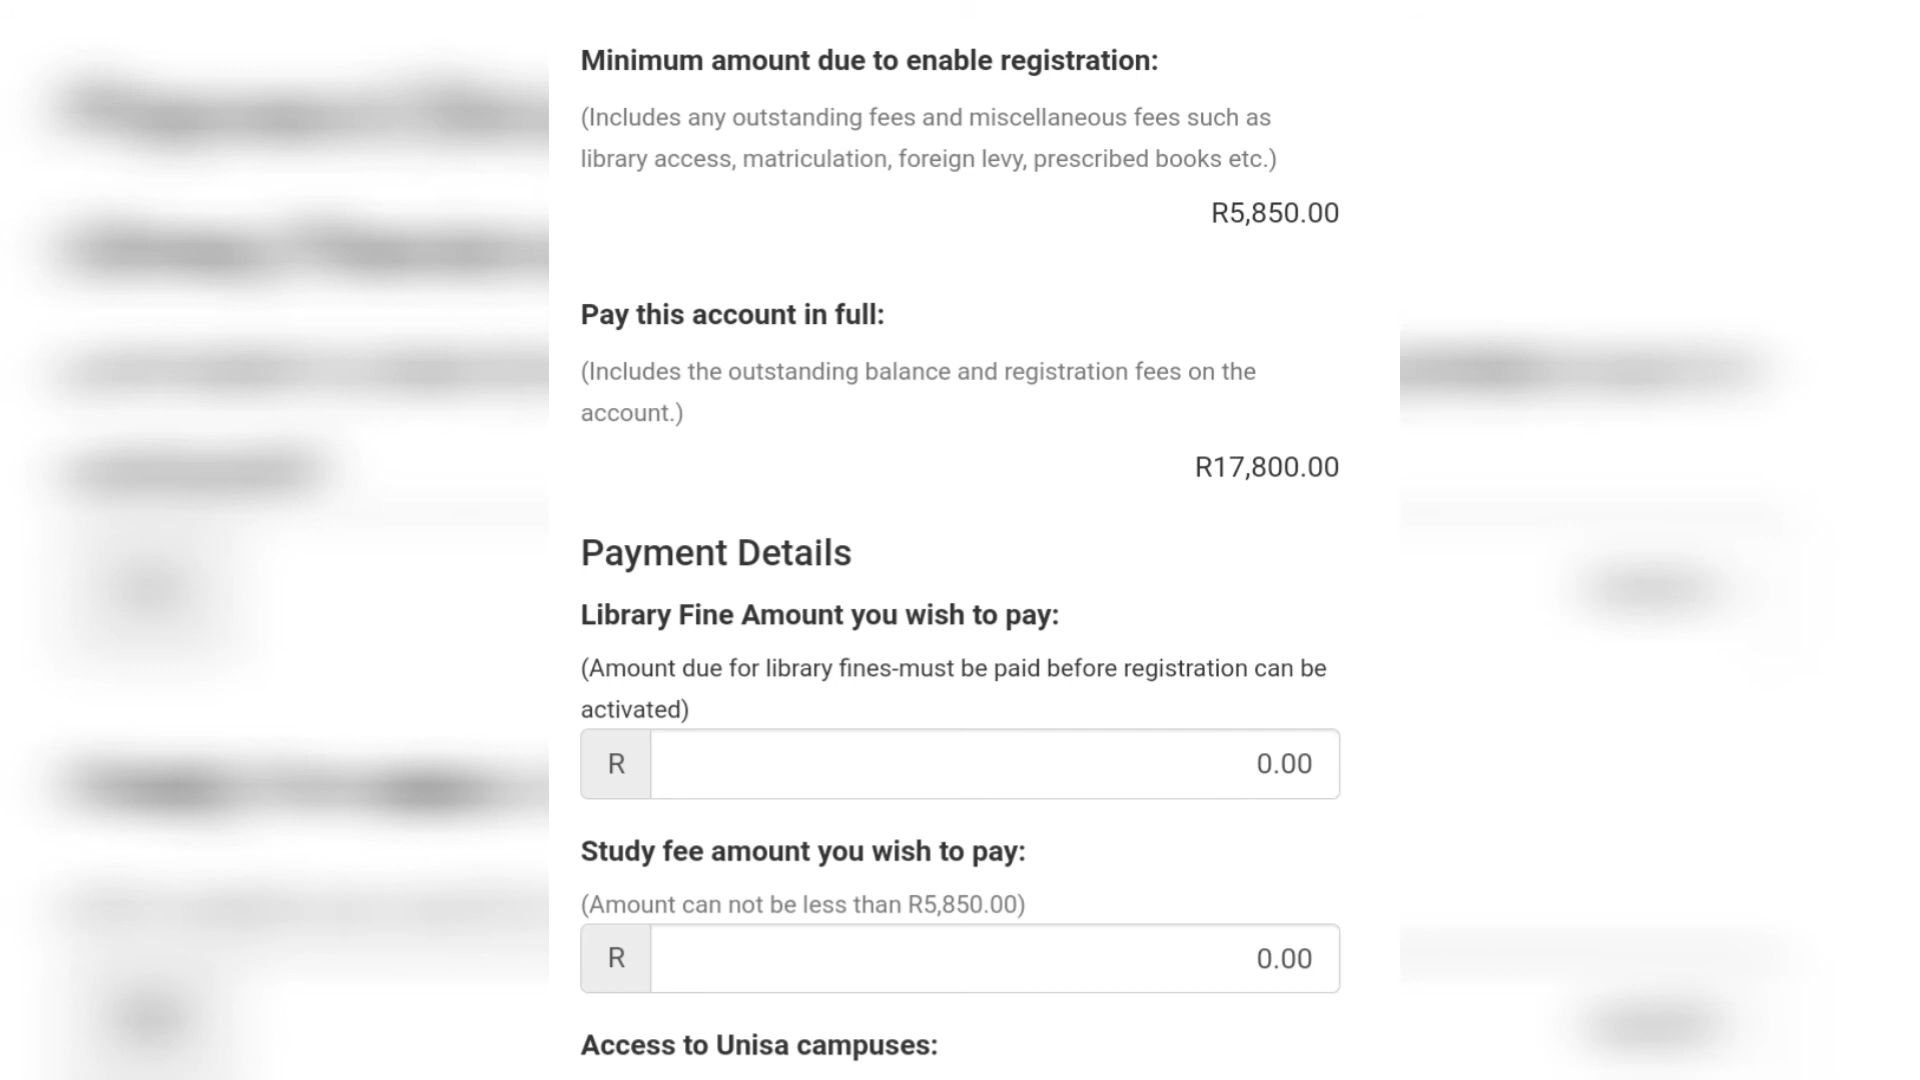 Minimum amount due to enable registration:
(Includes any outstanding fees and miscellaneous fees such as
library access, matriculation, foreign levy, prescribed books etc.)
R5,850.00
Pay this account in full:
(Includes the outstanding balance and registration fees on the
account.)
R17,800.00
Payment Details
Library Fine Amount you wish to pay:
(Amount due for library fines-must be paid before registration can be
activated)
R 0.00
Study fee amount you wish to pay:
(Amount can not be less than R5,850.00)
R 0.00
Access to Unisa campuses: